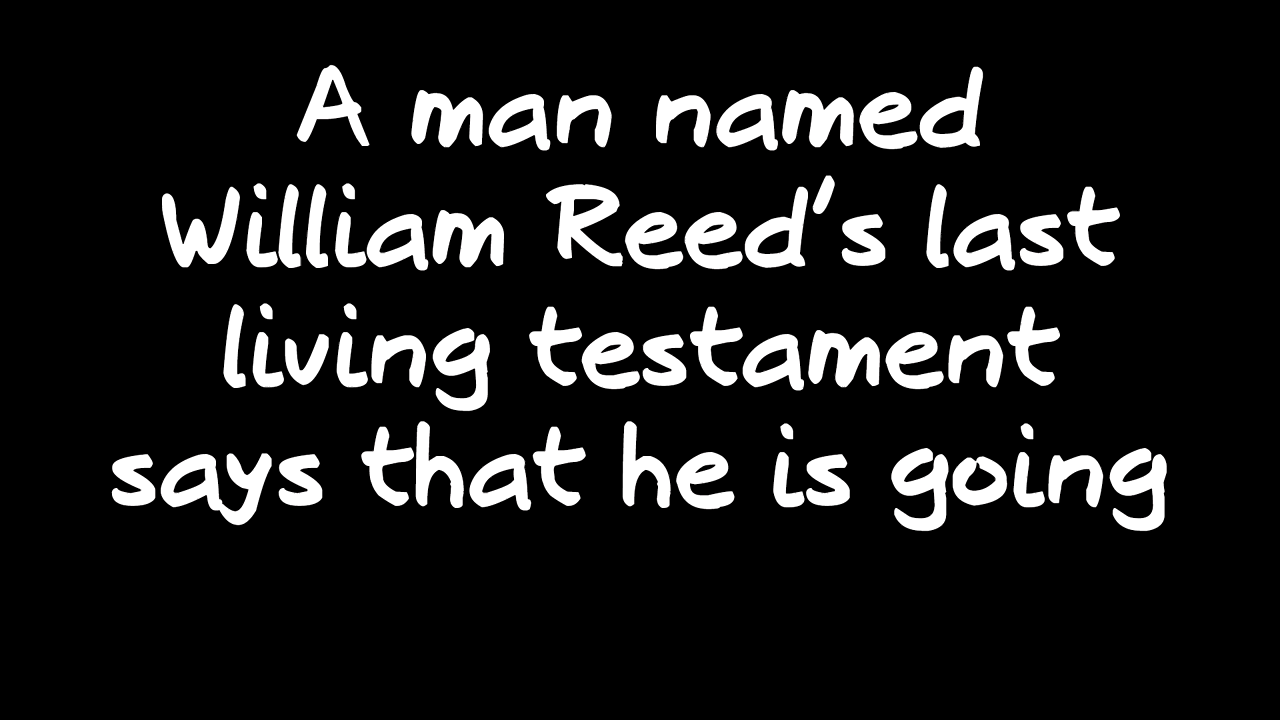 A man named
William Reed's last
living testament
says that he is going